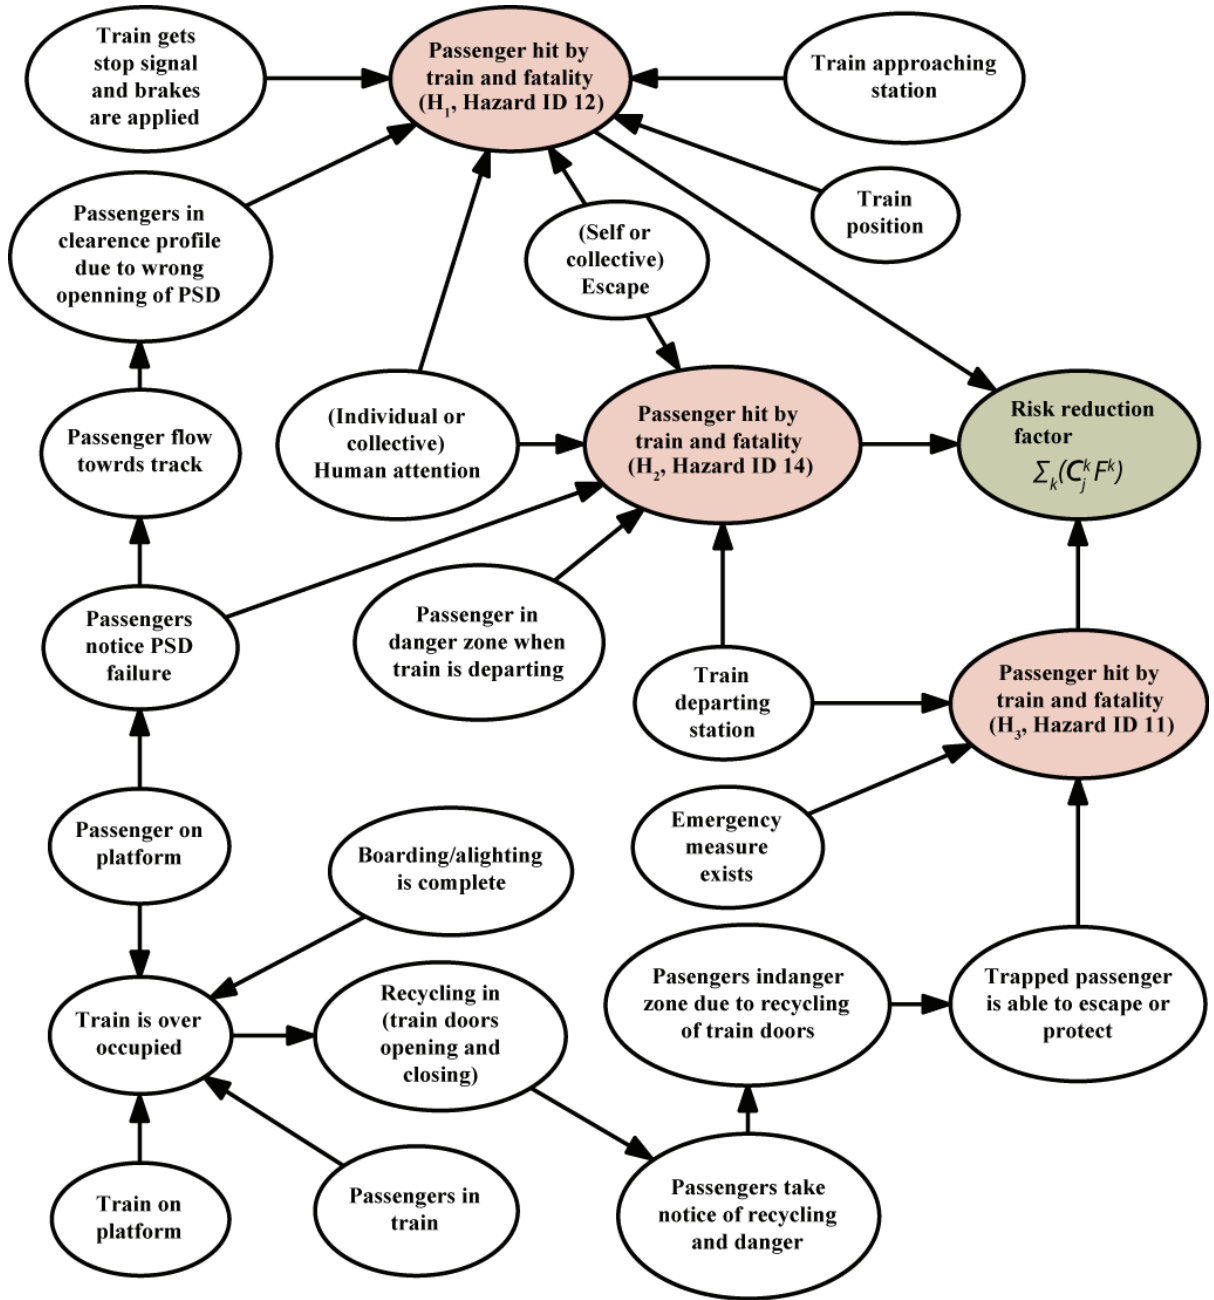 Train gets
stop signal
and brakes
are applied
Passenger hit by
train and fatality
(H₁, Hazard ID 12)
Train approaching
station
Passengers in
clearence profile
due to wrong
openning of PSD
(Self or
collective)
Escape
Train
position
Passenger flow
towrds track
(Individual or
collective)
Human attention
Passenger hit by
train and fatality
(H₂, Hazard ID 14)
Risk reduction
factor
Σₖ(Cⱼᵏ Fᵏ)
Passengers
notice PSD
failure
Passenger in
danger zone when
train is departing
Train
departing
station
Passenger hit by
train and fatality
(H₃, Hazard ID 11)
Passenger on
platform
Boarding/alighting
is complete
Emergency
measure
exists
Train is over
occupied
Recycling in
(train doors
opening and
closing)
Pasengers indanger
zone due to recycling
of train doors
Trapped passenger
is able to escape or
protect
Train on
platform
Passengers in
train
Passengers take
notice of recycling
and danger